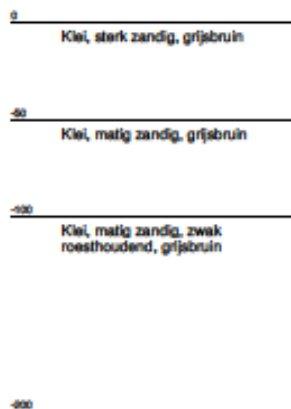 0
Klei, sterk zandig, grijsbruin
-50
Klei, matig zandig, grijsbruin
-100
Klei, matig zandig, zwak
roesthoudend, grijsbruin
-200